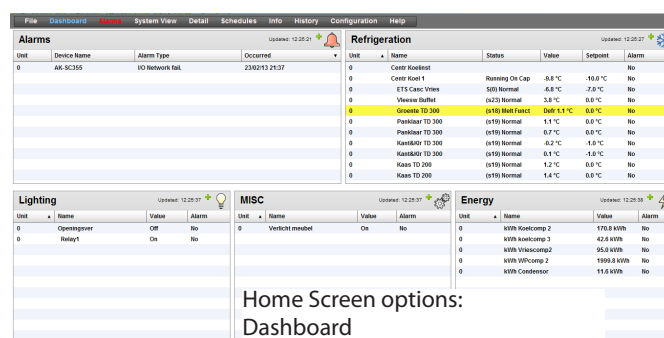 File Dashboard Alarms System View Detail Schedules Info History Configuration Help
Alarms Updated: 12:25:21
Unit Device Name Alarm Type Occurred
0 AK-SC355 I/O Network fail. 23/02/13 21:37
Refrigeration Updated: 12:25:27
Unit Name Status Value Setpoint Alarm
0 Centr Koelinst No
0 Centr Koel 1 Running On Cap -9.8 °C -10.0 °C No
0 ETS Casc Vries S(0) Normal -6.8 °C -7.0 °C No
0 Vleesw Buffet (s23) Normal 3.8 °C 0.0 °C No
0 Groente TD 300 (s18) Melt Funct Defr 1.1 °C 0.0 °C No
0 Panklaar TD 300 (s19) Normal 1.1 °C 0.0 °C No
0 Panklaar TD 300 (s19) Normal 0.7 °C 0.0 °C No
0 Kant&Klr TD 300 (s19) Normal -0.2 °C -1.0 °C No
0 Kant&Klr TD 300 (s19) Normal 0.1 °C -1.0 °C No
0 Kaas TD 200 (s19) Normal 1.2 °C 0.0 °C No
0 Kaas TD 200 (s19) Normal 1.4 °C 0.0 °C No
Lighting Updated: 12:25:37
Unit Name Value Alarm
0 Openingsver Off No
0 Relay1 On No
MISC Updated: 12:25:37
Unit Name Value Alarm
0 Verlicht meubel On No
Energy Updated: 12:25:38
Unit Name Value Alarm
0 kWh Koelcomp 2 170.8 kWh No
0 kWh koelcomp 3 42.6 kWh No
0 kWh Vriescomp2 95.0 kWh No
0 kWh WPcomp 2 1999.8 kWh No
0 kWh Condensor 11.6 kWh No
Home Screen options:
Dashboard